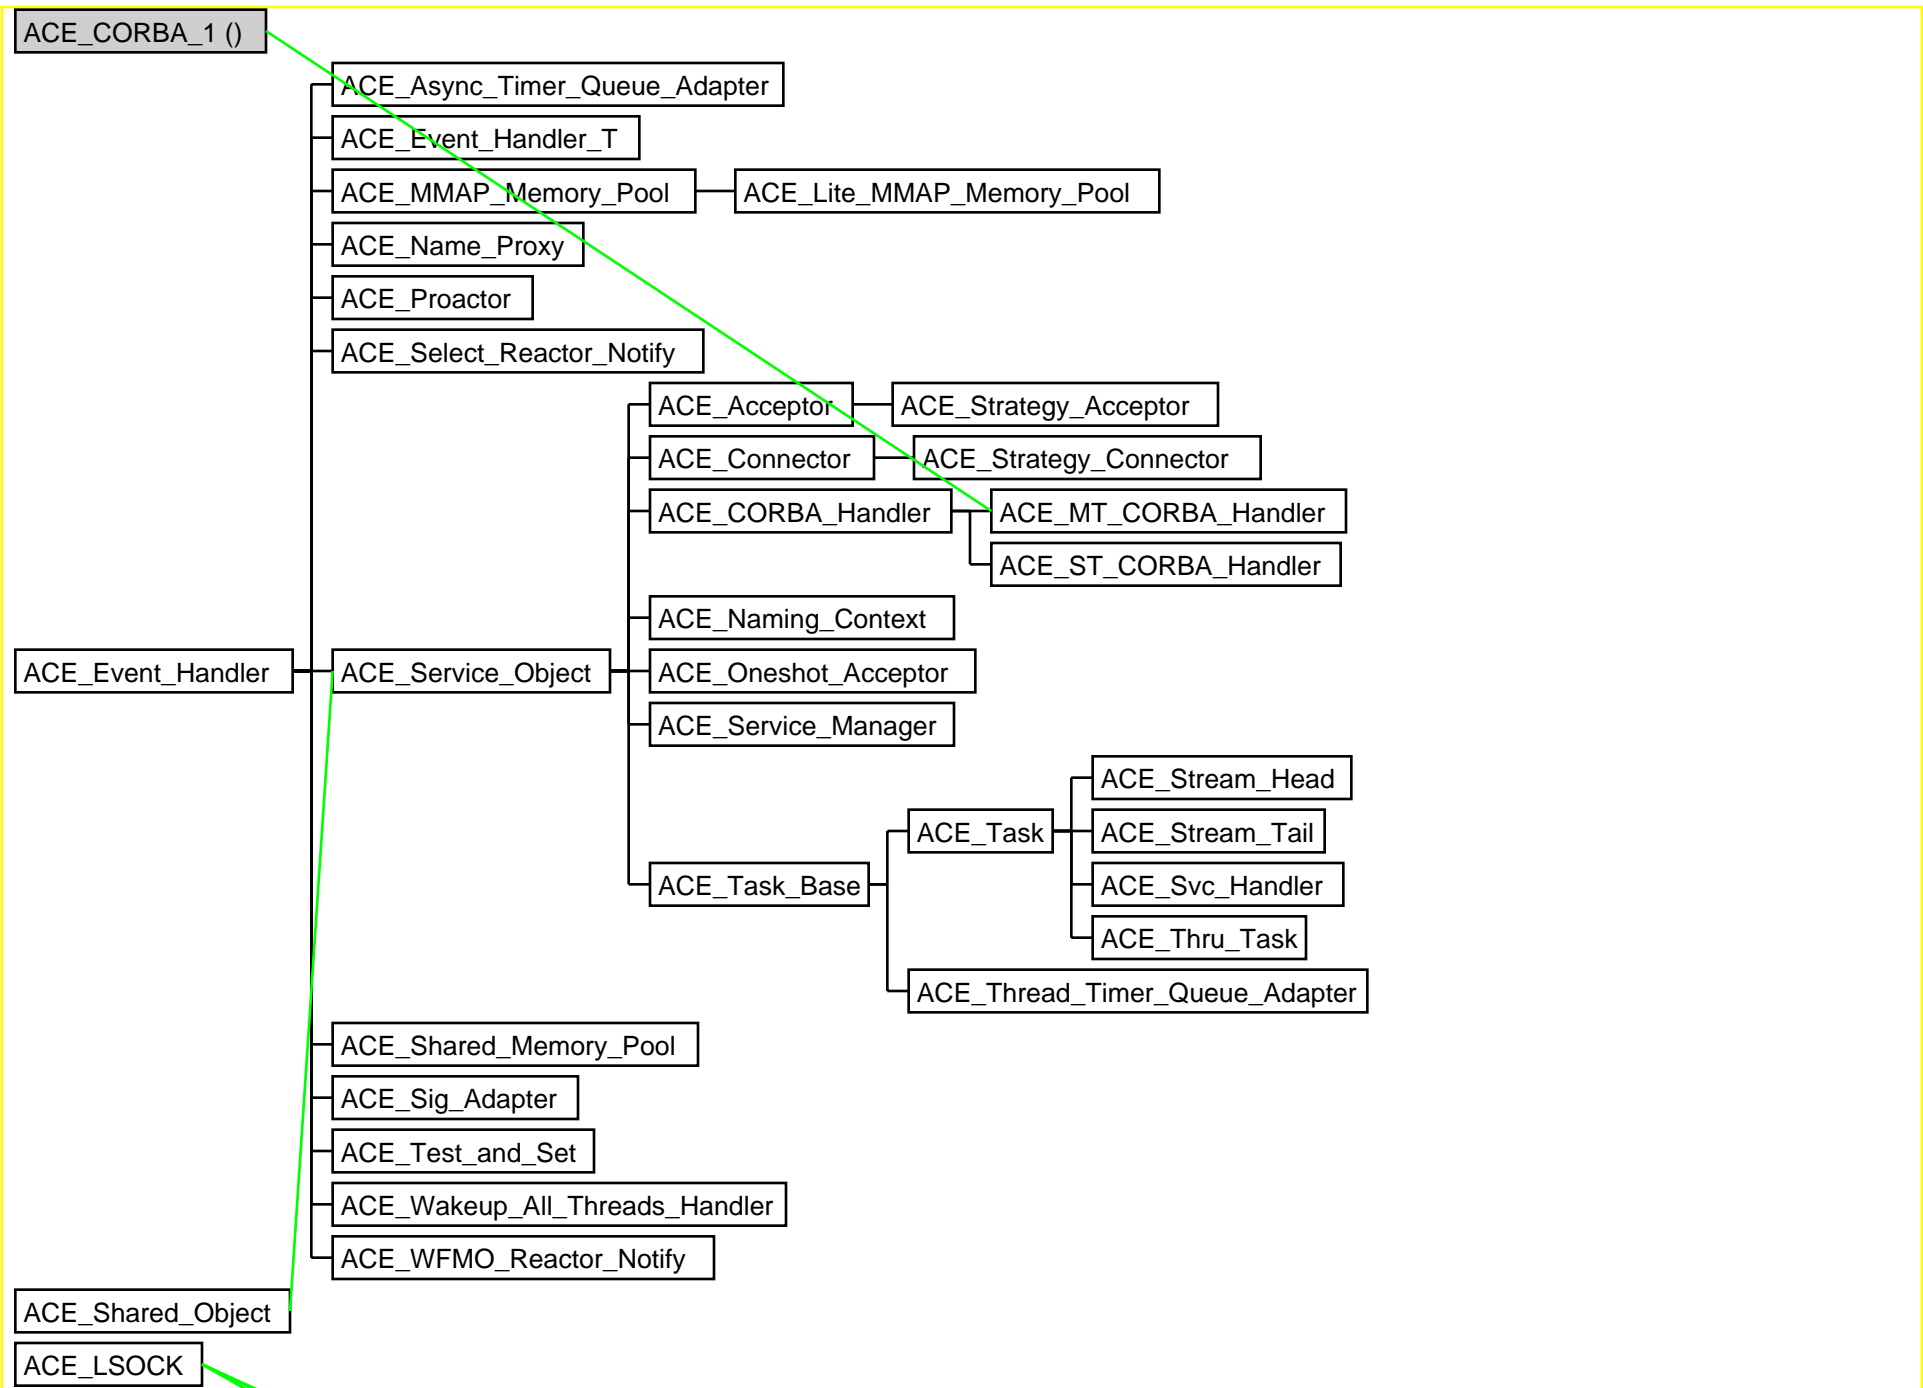 ACE_CORBA_1 ()
ACE_Async_Timer_Queue_Adapter
ACE_Event_Handler_T
ACE_MMAP_Memory_Pool ACE_Lite_MMAP_Memory_Pool
ACE_Name_Proxy
ACE_Proactor
ACE_Select_Reactor_Notify
ACE_Acceptor ACE_Strategy_Acceptor
ACE_Connector ACE_Strategy_Connector
ACE_CORBA_Handler ACE_MT_CORBA_Handler
ACE_ST_CORBA_Handler
ACE_Naming_Context
ACE_Event_Handler ACE_Service_Object ACE_Oneshot_Acceptor
ACE_Service_Manager
ACE_Stream_Head
ACE_Task ACE_Stream_Tail
ACE_Task_Base ACE_Svc_Handler
ACE_Thru_Task
ACE_Thread_Timer_Queue_Adapter
ACE_Shared_Memory_Pool
ACE_Sig_Adapter
ACE_Test_and_Set
ACE_Wakeup_All_Threads_Handler
ACE_WFMO_Reactor_Notify
ACE_Shared_Object
ACE_LSOCK